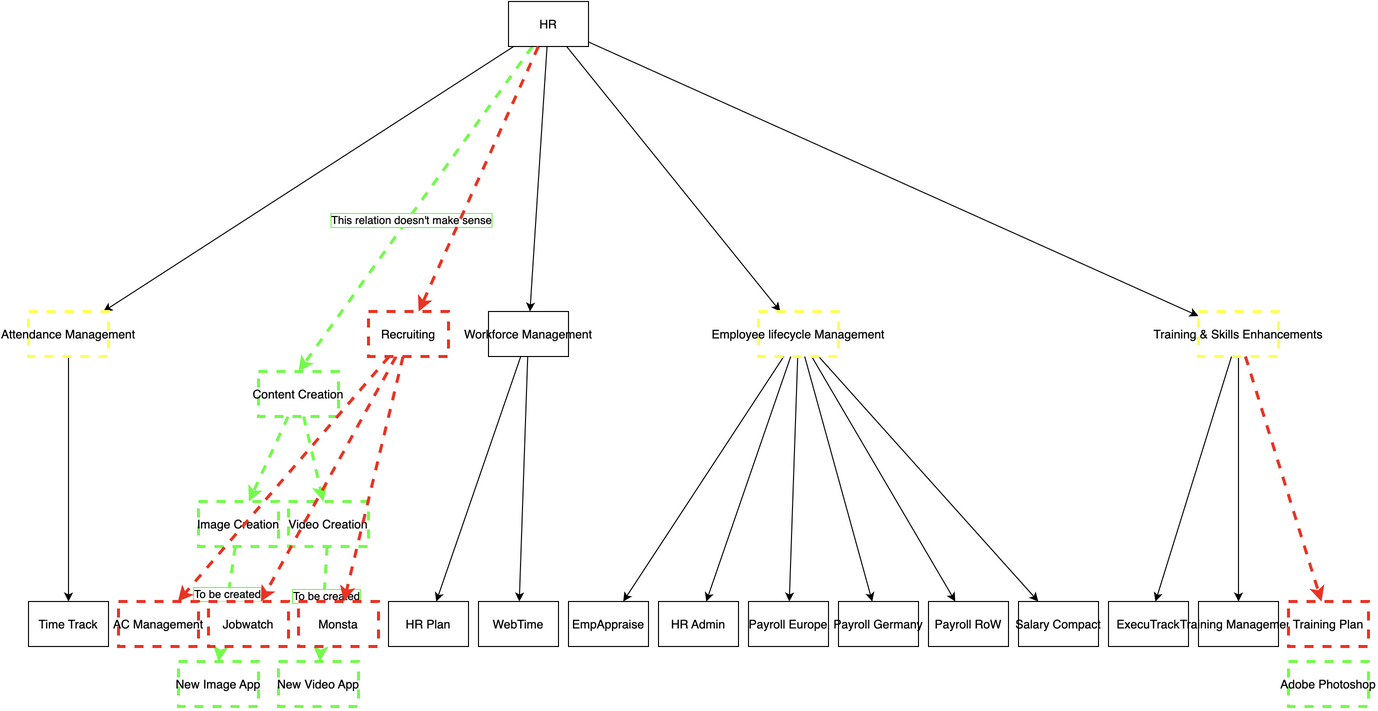 HR
This relation doesn't make sense
Attendance Management
Recruiting
Workforce Management
Employee lifecycle Management
Training & Skills Enhancements
Content Creation
Image Creation
Video Creation
To be created
To be created
Time Track
AC Management
Jobwatch
Monsta
HR Plan
WebTime
EmpAppraise
HR Admin
Payroll Europe
Payroll Germany
Payroll RoW
Salary Compact
ExecuTrack
Training Manageme
Training Plan
New Image App
New Video App
Adobe Photoshop